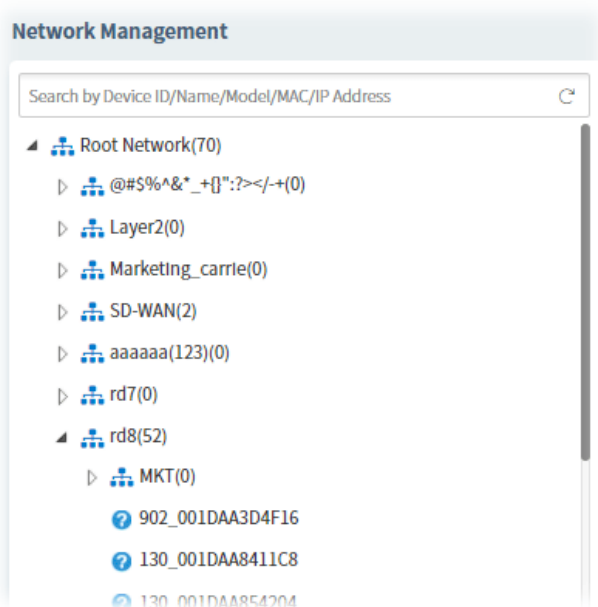 Network Management
Search by Device ID/Name/Model/MAC/IP Address
Root Network(70)
@#$%^&*_+{}":?></-+(0)
Layer2(0)
Marketing_carrie(0)
SD-WAN(2)
aaaaaa(123)(0)
rd7(0)
rd8(52)
MKT(0)
902_001DAA3D4F16
130_001DAA8411C8
130_001DAA854204